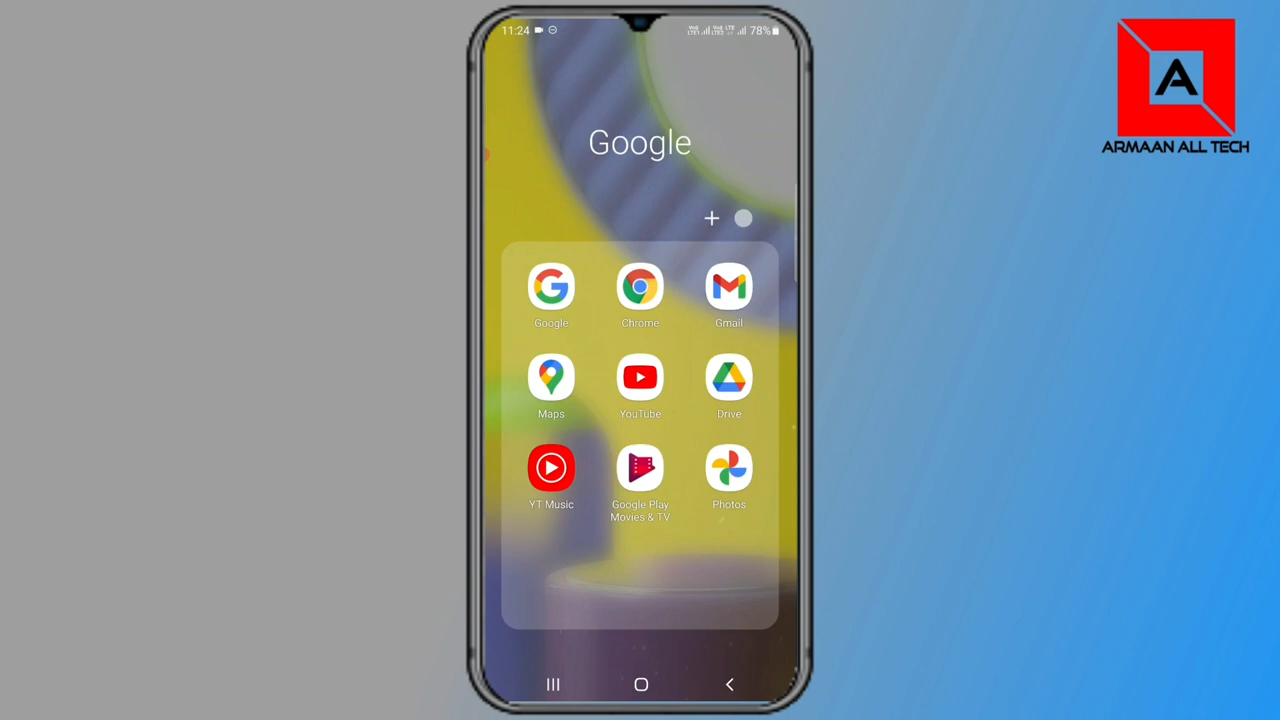 11:24
78%
ARMAAN ALL TECH
Google
Google
Chrome
Gmail
Maps
YouTube
Drive
YT Music
Google Play
Movies & TV
Photos